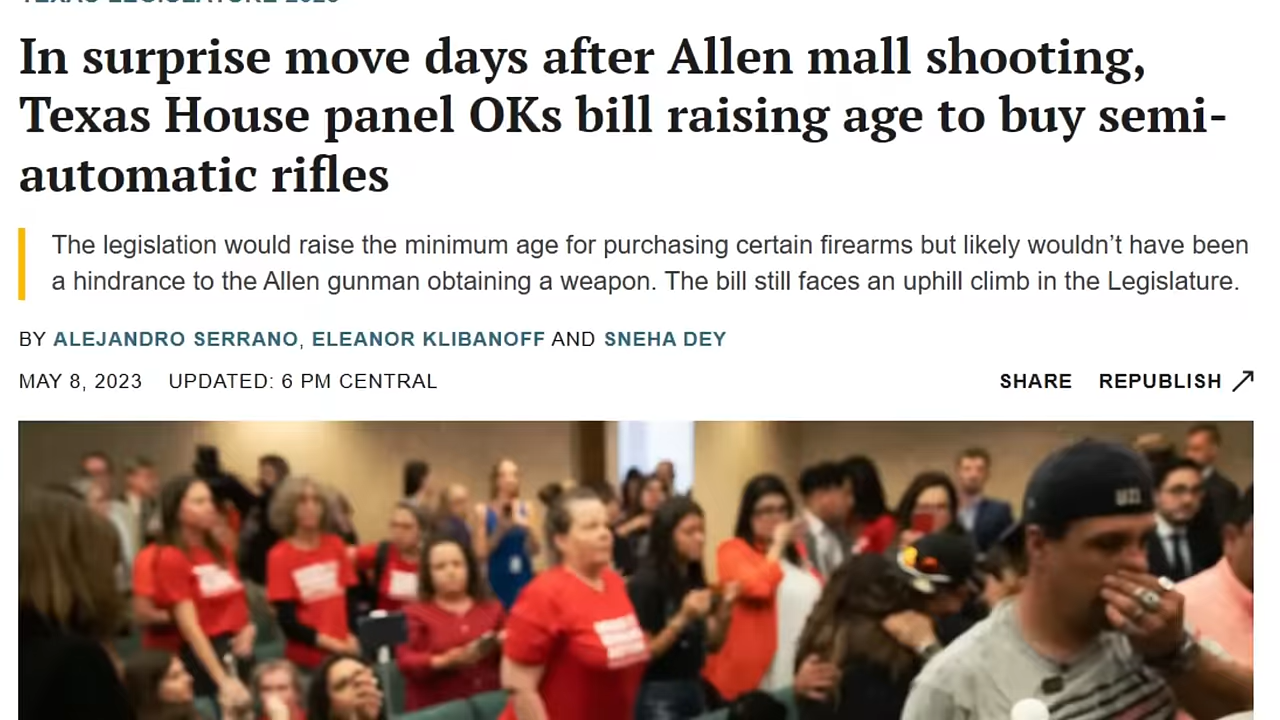 TEXAS LEGISLATURE 2023
In surprise move days after Allen mall shooting,
Texas House panel OKs bill raising age to buy semi-
automatic rifles
The legislation would raise the minimum age for purchasing certain firearms but likely wouldn’t have been
a hindrance to the Allen gunman obtaining a weapon. The bill still faces an uphill climb in the Legislature.
BY ALEJANDRO SERRANO, ELEANOR KLIBANOFF AND SNEHA DEY
MAY 8, 2023 UPDATED: 6 PM CENTRAL
SHARE REPUBLISH